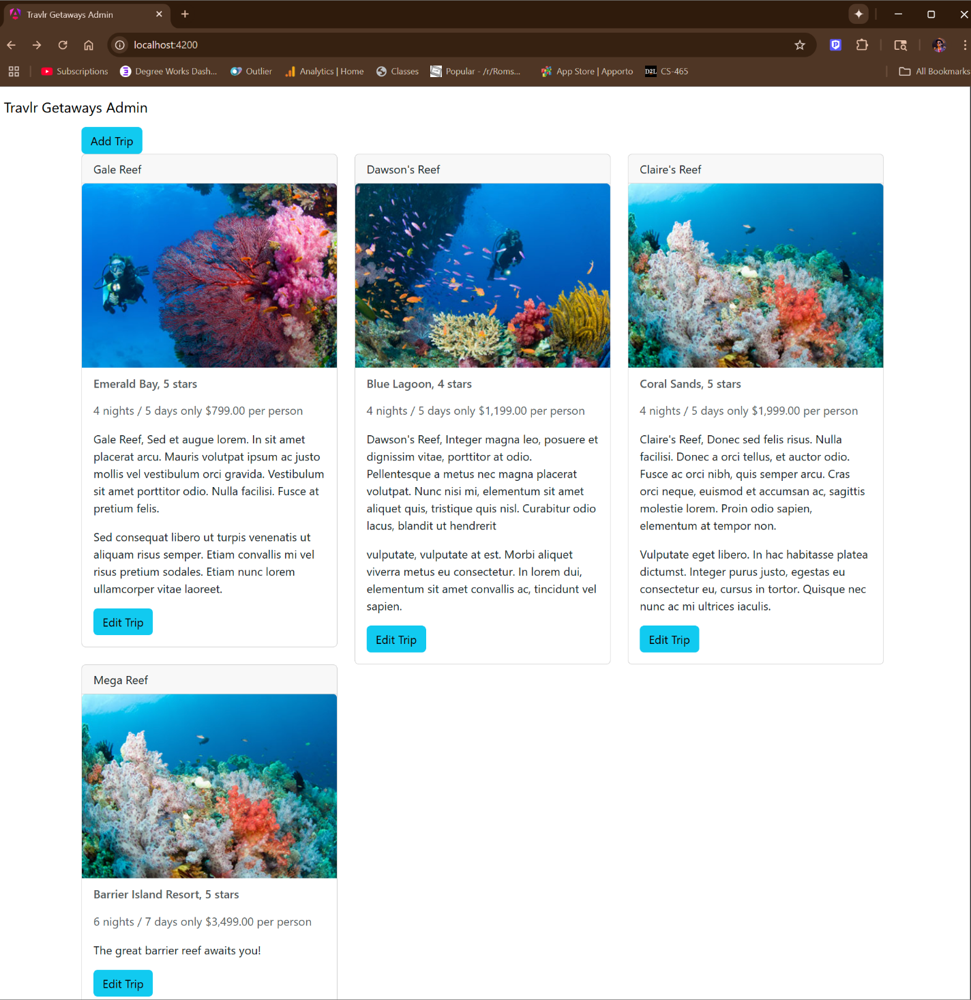 Travlr Getaways Admin
localhost:4200
Subscriptions
Degree Works Dash...
Outlier
Analytics | Home
Classes
Popular - /r/Roms...
App Store | Apporto
D2L CS-465
All Bookmarks
Travlr Getaways Admin
Add Trip
Gale Reef
Emerald Bay, 5 stars
4 nights / 5 days only $799.00 per person
Gale Reef, Sed et augue lorem. In sit amet
placerat arcu. Mauris volutpat ipsum ac justo
mollis vel vestibulum orci gravida. Vestibulum
sit amet porttitor odio. Nulla facilisi. Fusce at
pretium felis.
Sed consequat libero ut turpis venenatis ut
aliquam risus semper. Etiam convallis mi vel
risus pretium sodales. Etiam nunc lorem
ullamcorper vitae laoreet.
Edit Trip
Dawson's Reef
Blue Lagoon, 4 stars
4 nights / 5 days only $1,199.00 per person
Dawson's Reef, Integer magna leo, posuere et
dignissim vitae, porttitor at odio.
Pellentesque a metus nec magna placerat
volutpat. Nunc nisi mi, elementum sit amet
aliquet quis, tristique quis nisl. Curabitur odio
lacus, blandit ut hendrerit
vulputate, vulputate at est. Morbi aliquet
viverra metus eu consectetur. In lorem dui,
elementum sit amet convallis ac, tincidunt vel
sapien.
Edit Trip
Claire's Reef
Coral Sands, 5 stars
4 nights / 5 days only $1,999.00 per person
Claire's Reef, Donec sed felis risus. Nulla
facilisi. Donec a orci tellus, et auctor odio.
Fusce ac orci nibh, quis semper arcu. Cras
orci neque, euismod et accumsan ac, sagittis
molestie lorem. Proin odio sapien,
elementum at tempor non.
Vulputate eget libero. In hac habitasse platea
dictumst. Integer purus justo, egestas eu
consectetur eu, cursus in tortor. Quisque nec
nunc ac mi ultrices iaculis.
Edit Trip
Mega Reef
Barrier Island Resort, 5 stars
6 nights / 7 days only $3,499.00 per person
The great barrier reef awaits you!
Edit Trip